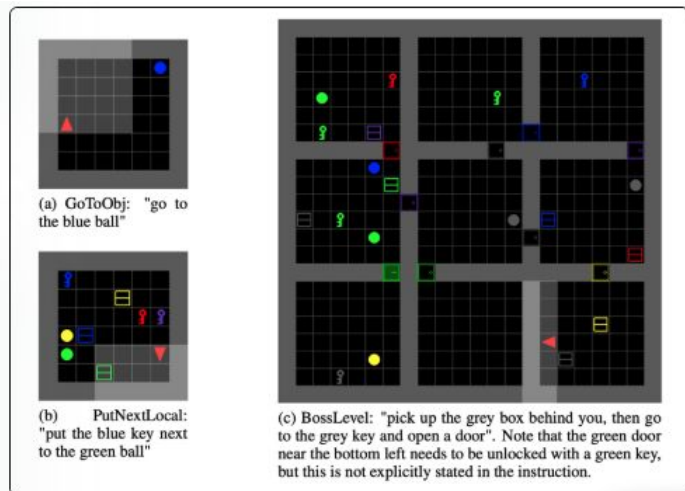 (a) GoToObj: "go to
the blue ball"
(b) PutNextLocal:
"put the blue key next
to the green ball"
(c) BossLevel: "pick up the grey box behind you, then go
to the grey key and open a door". Note that the green door
near the bottom left needs to be unlocked with a green key,
but this is not explicitly stated in the instruction.